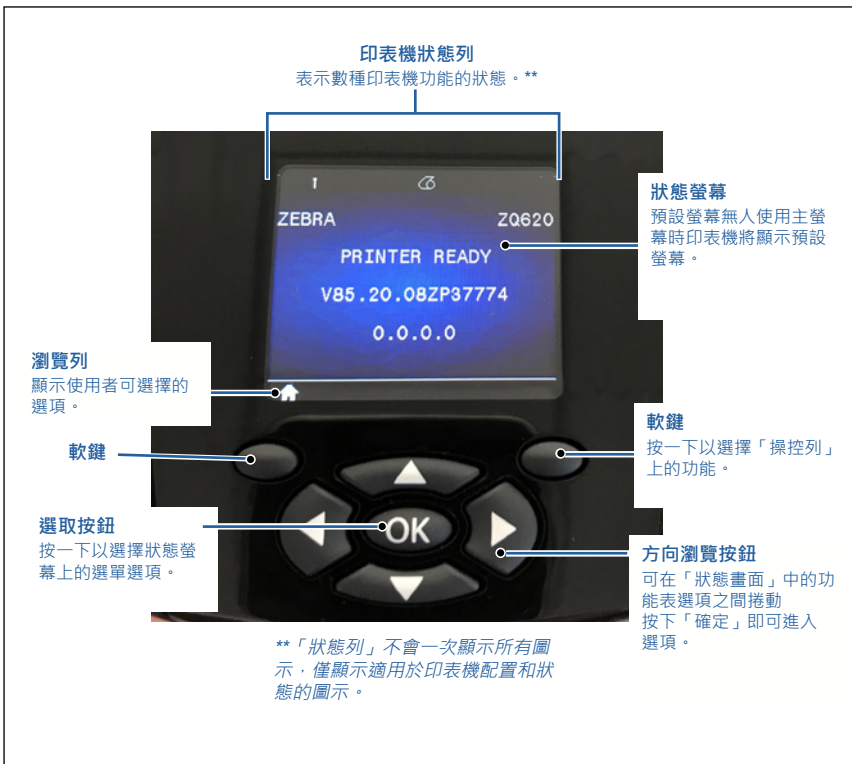 印表機狀態列
表示數種印表機功能的狀態。**
ZEBRA ZQ620
PRINTER READY
V85.20.08ZP37774
0.0.0.0
狀態螢幕
預設螢幕無人使用主螢
幕時印表機將顯示預設
螢幕。
瀏覽列
顯示使用者可選擇的
選項。
軟鍵
軟鍵
按一下以選擇「操控列」
上的功能。
選取按鈕
按一下以選擇狀態螢
幕上的選單選項。
OK
方向瀏覽按鈕
可在「狀態畫面」中的功
能表選項之間捲動
按下「確定」即可進入
選項。
**「狀態列」不會一次顯示所有圖
示，僅顯示適用於印表機配置和狀
態的圖示。